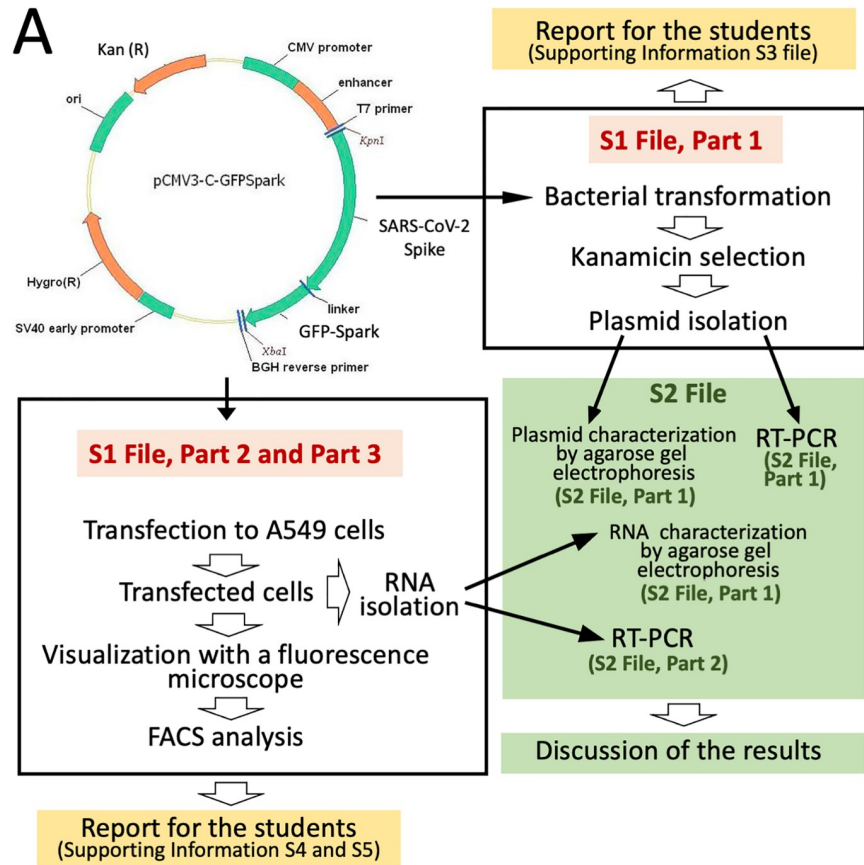 A
Kan (R)
CMV promoter
enhancer
T7 primer
KpnI
ori
pCMV3-C-GFPSpark
SARS-CoV-2
Spike
Hygro(R)
linker
GFP-Spark
SV40 early promoter
XbaI
BGH reverse primer
Report for the students
(Supporting Information S3 file)
S1 File, Part 1
Bacterial transformation
Kanamicin selection
Plasmid isolation
S2 File
Plasmid characterization
by agarose gel
electrophoresis
(S2 File, Part 1)
RT-PCR
(S2 File,
Part 1)
RNA characterization
by agarose gel
electrophoresis
(S2 File, Part 1)
RT-PCR
(S2 File, Part 2)
Discussion of the results
S1 File, Part 2 and Part 3
Transfection to A549 cells
Transfected cells
RNA
isolation
Visualization with a fluorescence
microscope
FACS analysis
Report for the students
(Supporting Information S4 and S5)